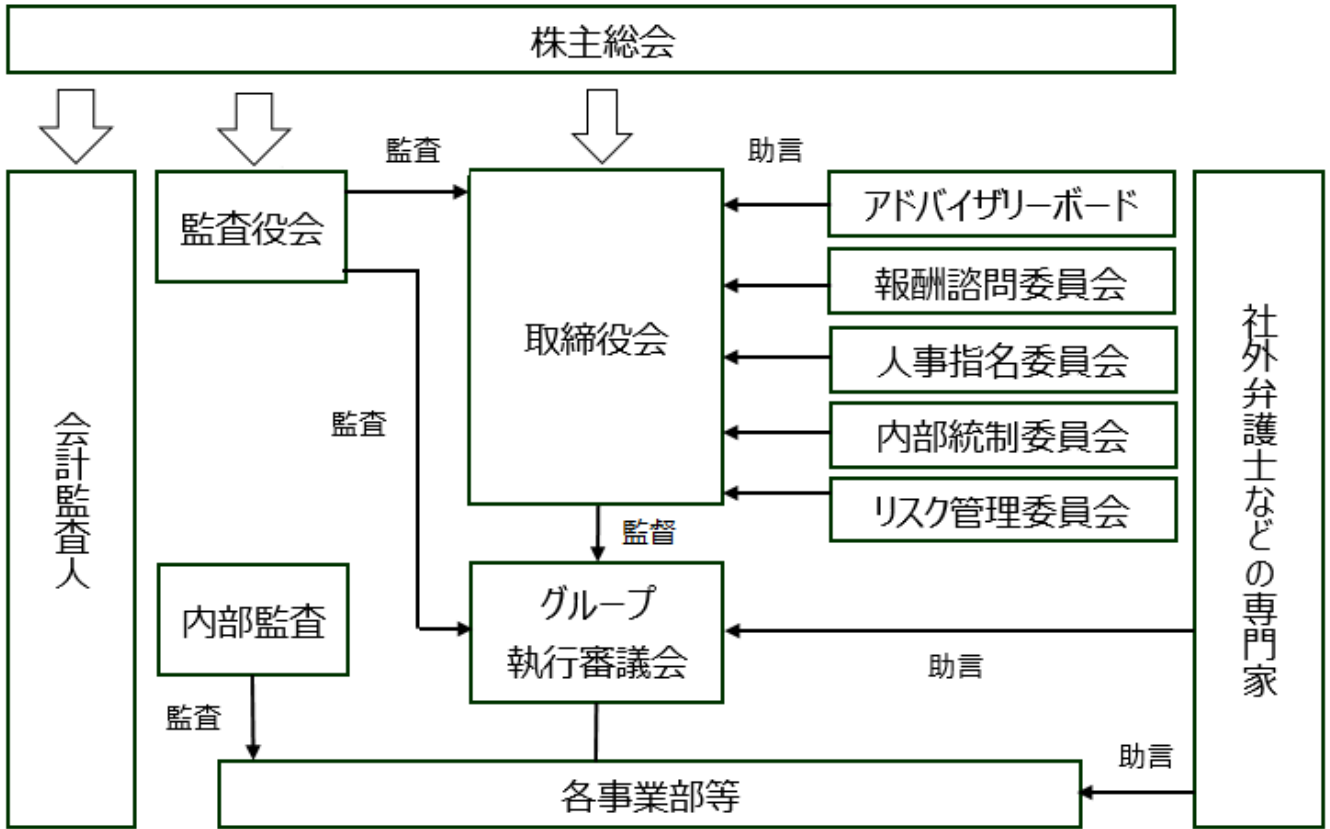 株主総会
監査
助言
監査役会
取締役会
アドバイザリーボード
報酬諮問委員会
人事指名委員会
内部統制委員会
リスク管理委員会
会計監査人
社外弁護士などの専門家
監査
監督
内部監査
グループ
執行審議会
助言
監査
助言
各事業部等